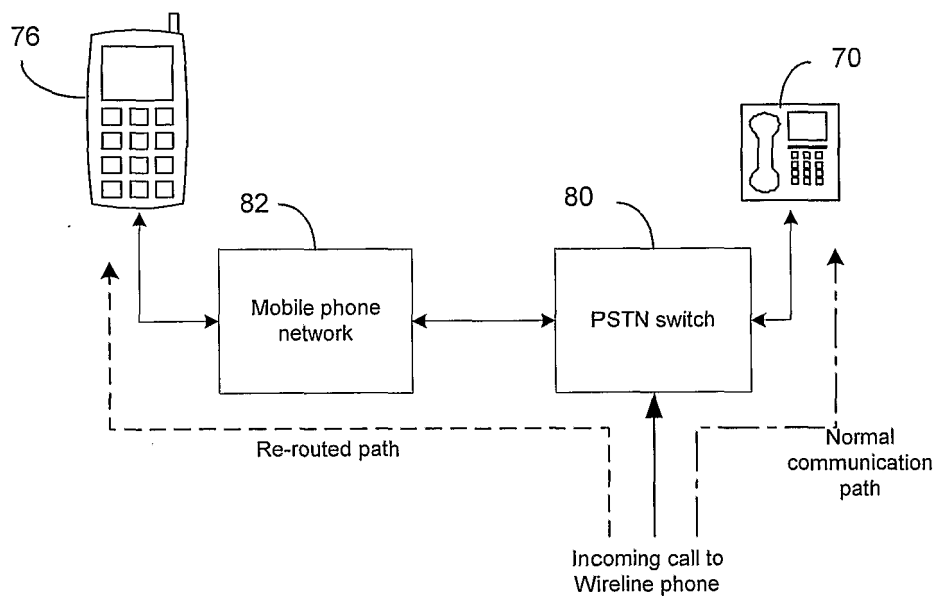 76
70
82
80
Mobile phone
network
PSTN switch
Re-routed path
Normal
communication
path
Incoming call to
Wireline phone